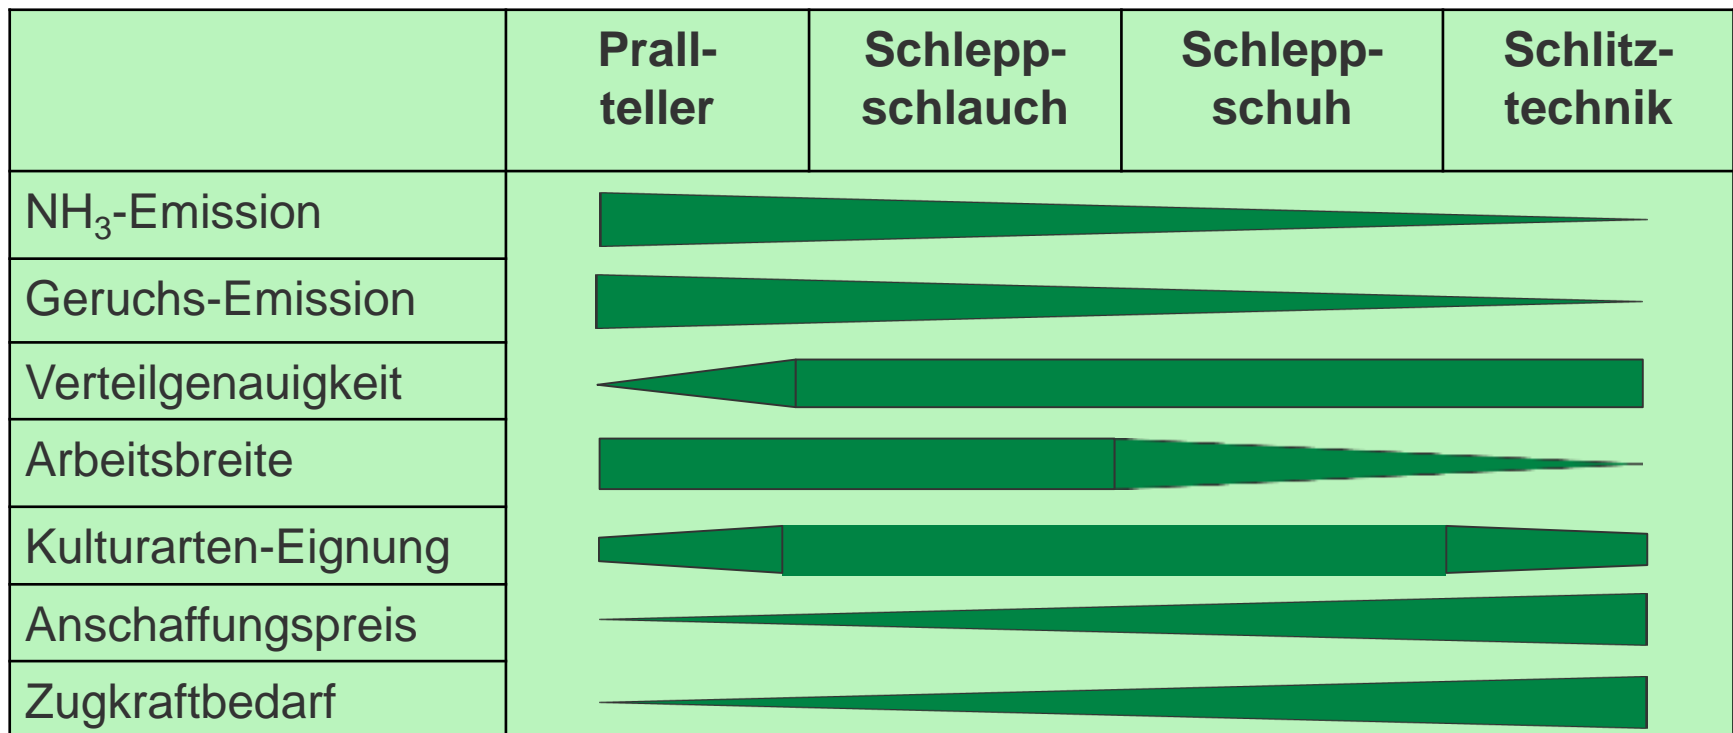 Prall-
teller
Schlepp-
schlauch
Schlepp-
schuh
Schlitz-
technik
NH₃-Emission
Geruchs-Emission
Verteilgenauigkeit
Arbeitsbreite
Kulturarten-Eignung
Anschaffungspreis
Zugkraftbedarf